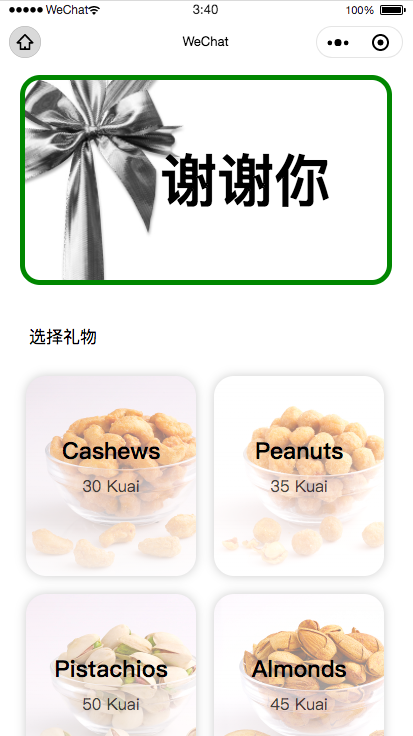 WeChat 3:40 100%
WeChat
谢谢你
选择礼物
Cashews
30 Kuai
Peanuts
35 Kuai
Pistachios
50 Kuai
Almonds
45 Kuai